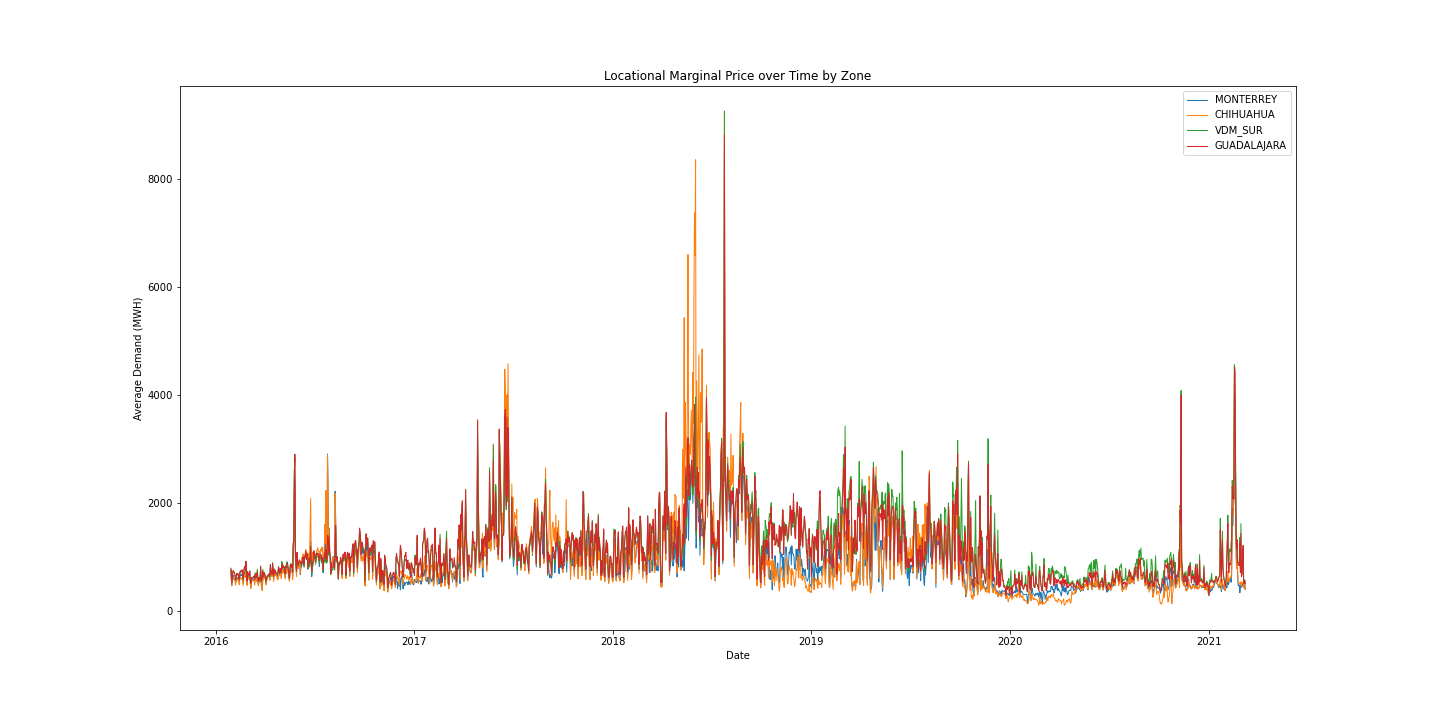 Locational Marginal Price over Time by Zone
MONTERREY
CHIHUAHUA
VDM_SUR
GUADALAJARA
Average Demand (MWH)
8000
6000
4000
2000
0
2016
2017
2018
2019
2020
2021
Date